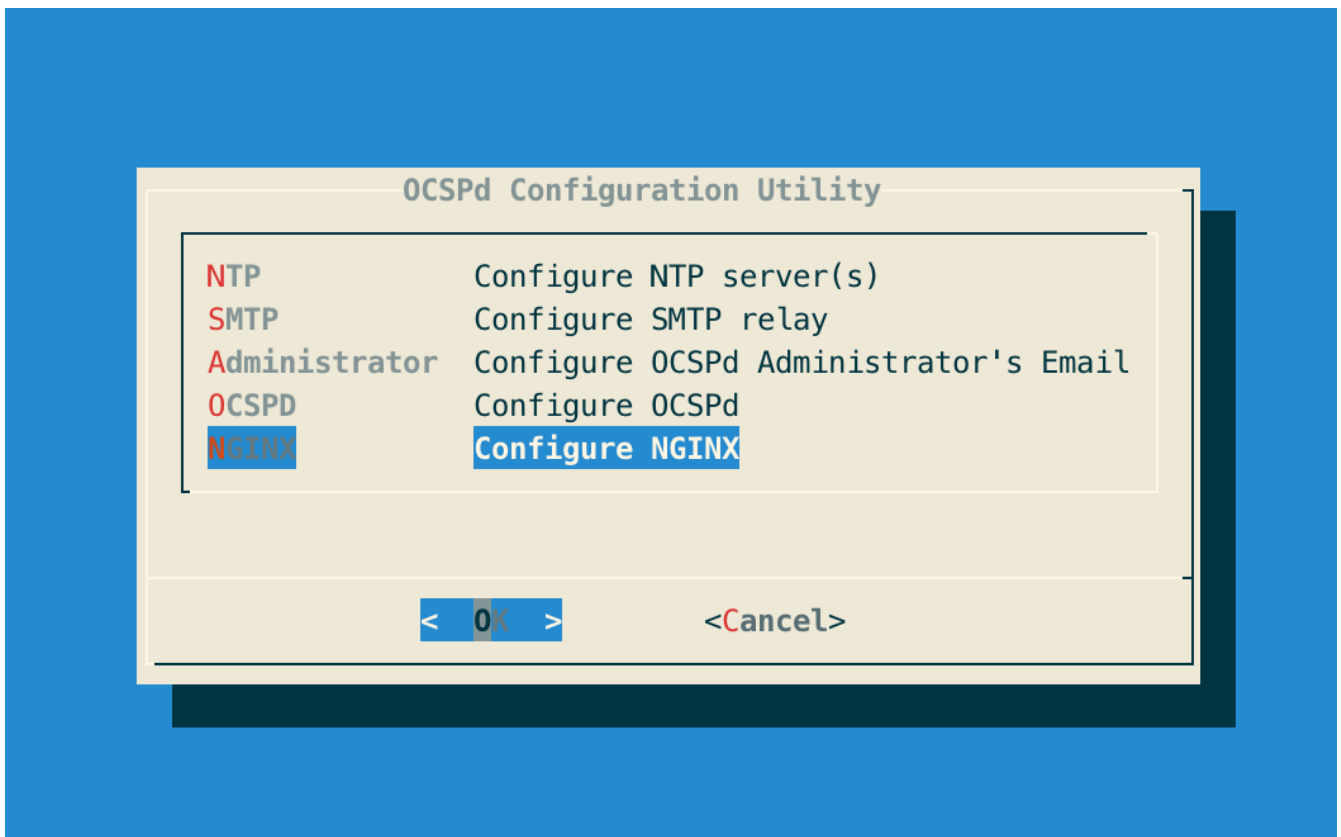 OCSPd Configuration Utility
NTP Configure NTP server(s)
SMTP Configure SMTP relay
Administrator Configure OCSPd Administrator's Email
OCSPD Configure OCSPd
NGINX Configure NGINX
< OK > <Cancel>